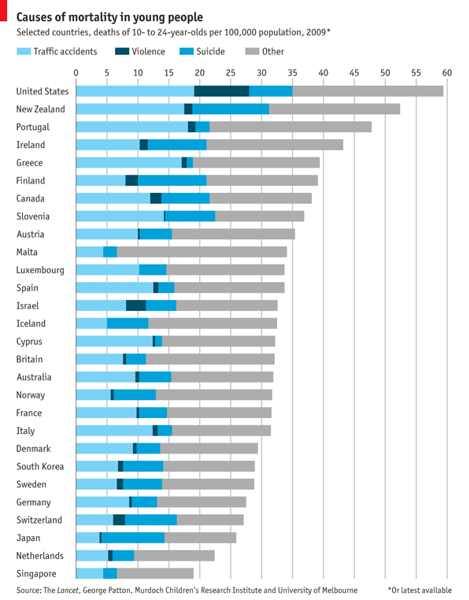 Causes of mortality in young people
Selected countries, deaths of 10- to 24-year-olds per 100,000 population, 2009*
Traffic accidents Violence Suicide Other
0 5 10 15 20 25 30 35 40 45 50 55 60
United States
New Zealand
Portugal
Ireland
Greece
Finland
Canada
Slovenia
Austria
Malta
Luxembourg
Spain
Israel
Iceland
Cyprus
Britain
Australia
Norway
France
Italy
Denmark
South Korea
Sweden
Germany
Switzerland
Japan
Netherlands
Singapore
Source: The Lancet, George Patton, Murdoch Children's Research Institute and University of Melbourne *Or latest available